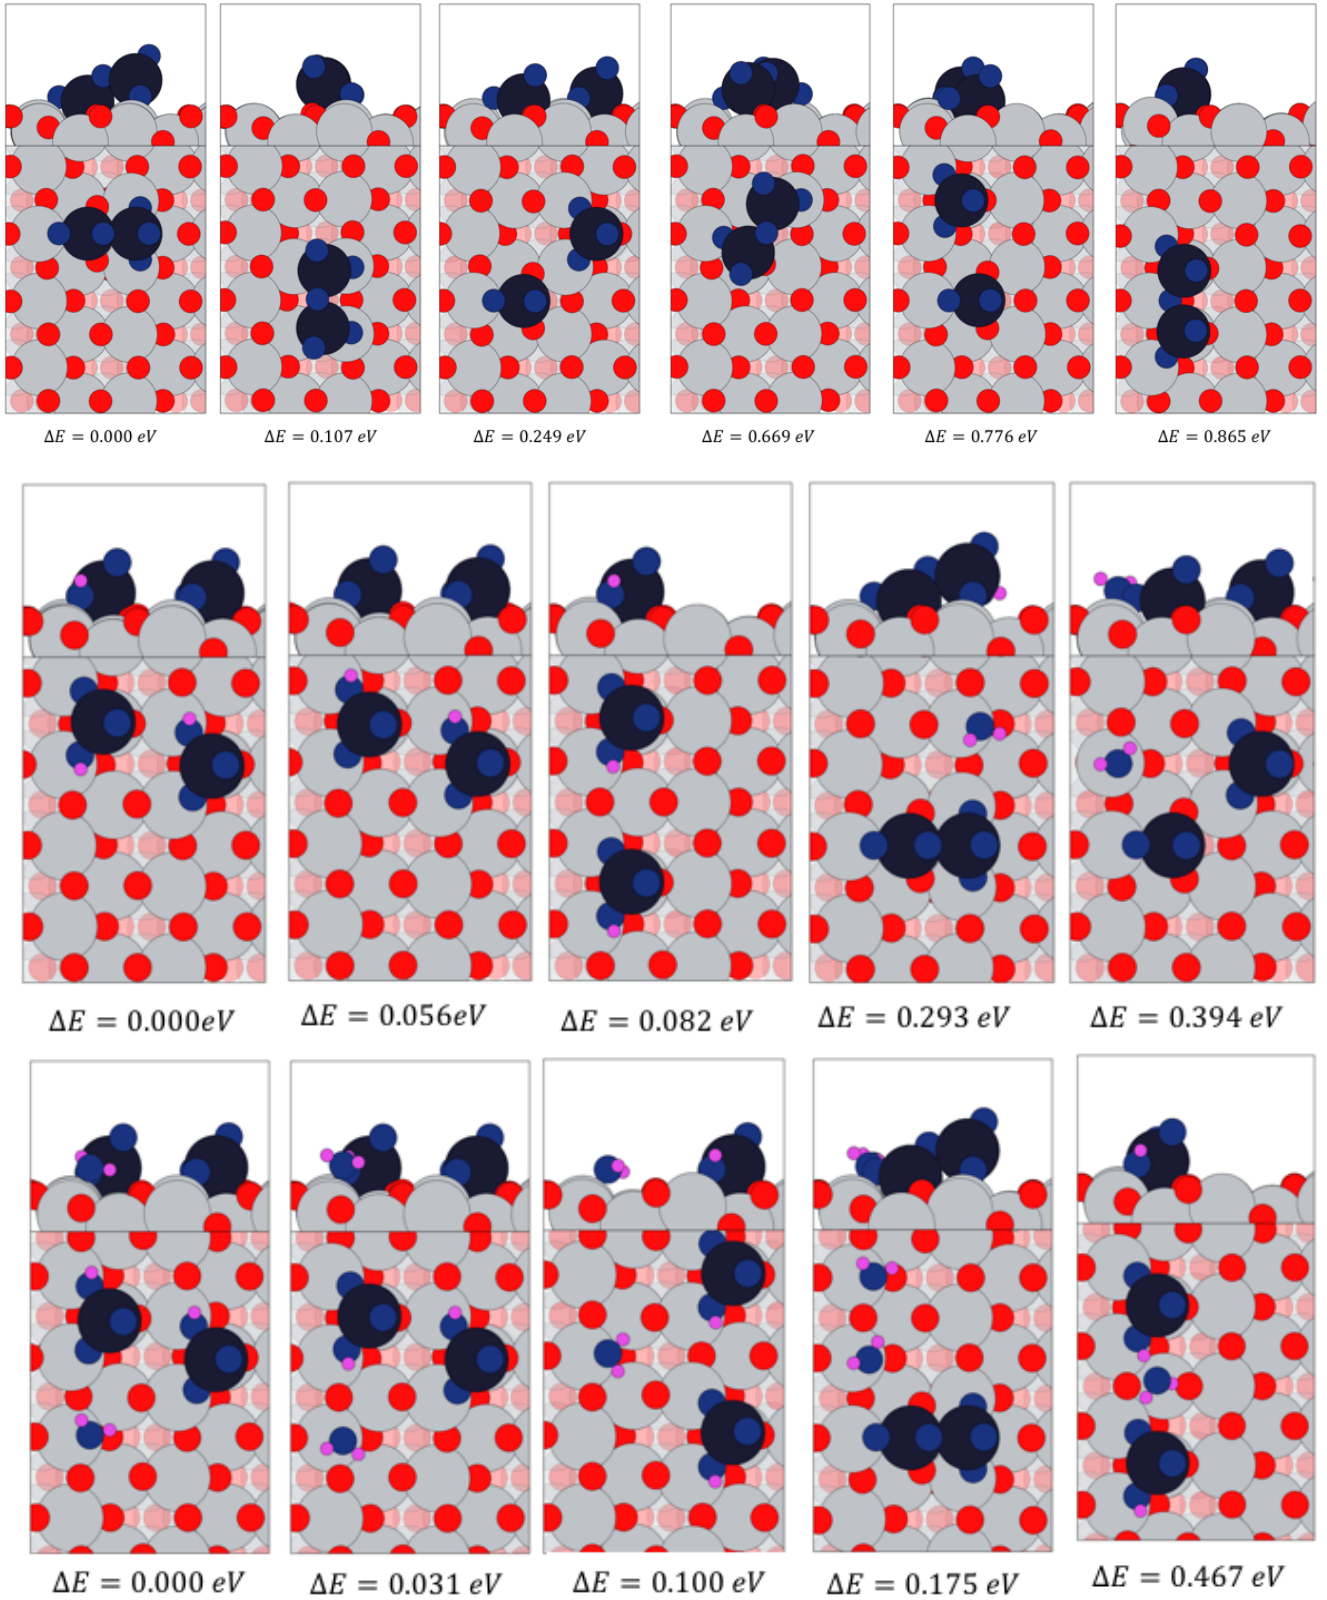 ΔE = 0.000 eV
ΔE = 0.107 eV
ΔE = 0.249 eV
ΔE = 0.669 eV
ΔE = 0.776 eV
ΔE = 0.865 eV
ΔE = 0.000eV
ΔE = 0.056eV
ΔE = 0.082 eV
ΔE = 0.293 eV
ΔE = 0.394 eV
ΔE = 0.000 eV
ΔE = 0.031 eV
ΔE = 0.100 eV
ΔE = 0.175 eV
ΔE = 0.467 eV